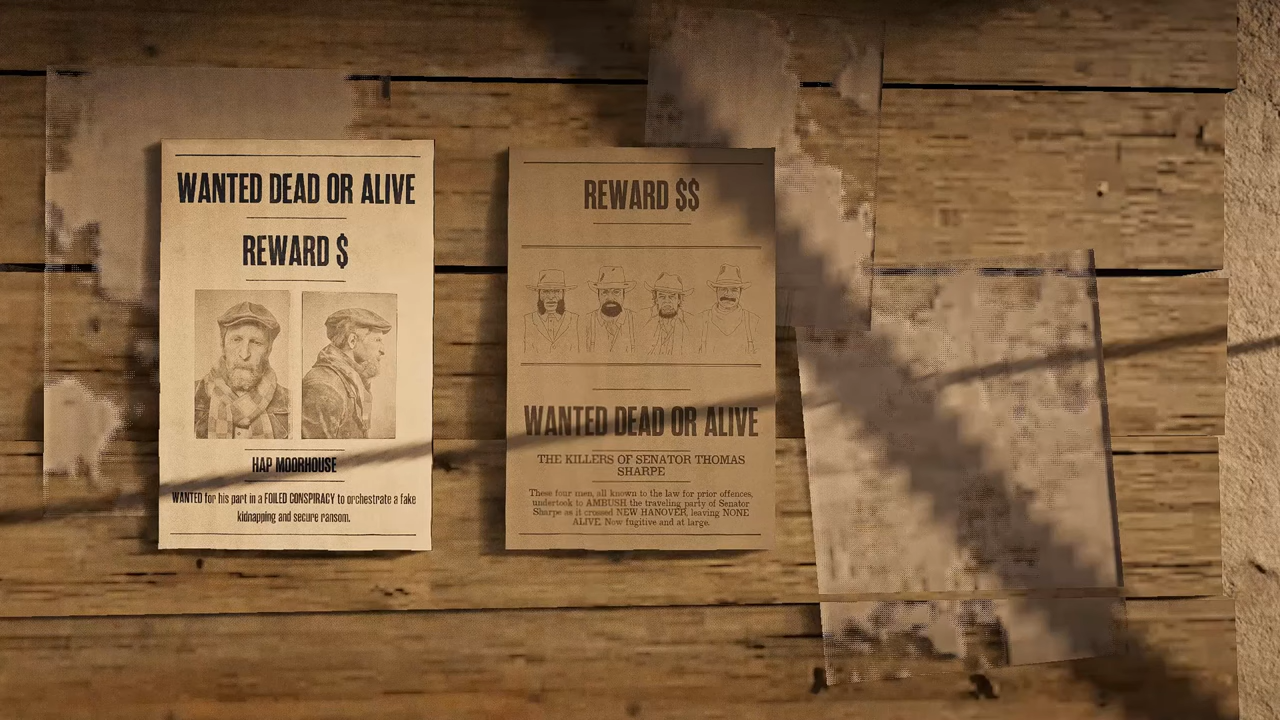 WANTED DEAD OR ALIVE
REWARD $
HAP MOORHOUSE
WANTED for his part in a FOILED CONSPIRACY to orchestrate a fake
kidnapping and secure ransom.
REWARD $$
WANTED DEAD OR ALIVE
THE KILLERS OF SENATOR THOMAS
SHARPE
These four men, all known to the law for prior offences,
undertook to AMBUSH the traveling party of Senator
Sharpe as it crossed NEW HANOVER, leaving NONE
ALIVE. Now fugitive and at large.